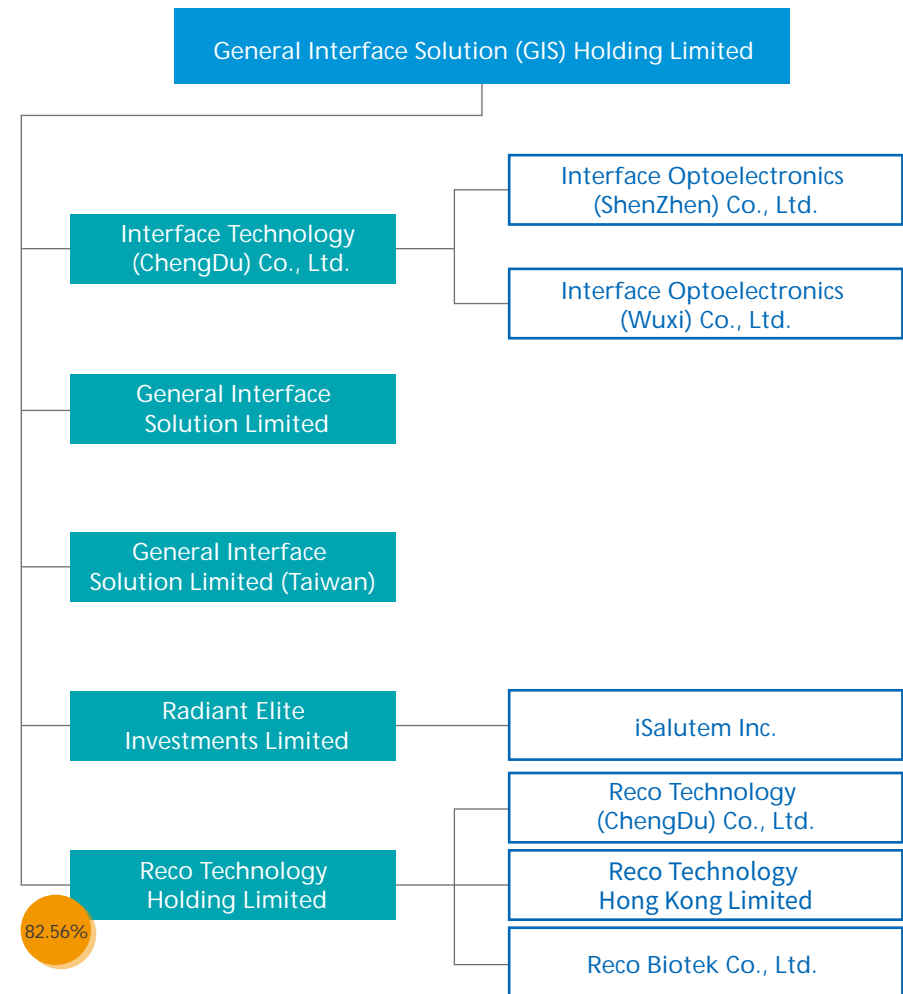 General Interface Solution (GIS) Holding Limited
Interface Technology
(ChengDu) Co., Ltd.
Interface Optoelectronics
(ShenZhen) Co., Ltd.
Interface Optoelectronics
(Wuxi) Co., Ltd.
General Interface
Solution Limited
General Interface
Solution Limited (Taiwan)
Radiant Elite
Investments Limited
iSalutem Inc.
Reco Technology
Holding Limited
82.56%
Reco Technology
(ChengDu) Co., Ltd.
Reco Technology
Hong Kong Limited
Reco Biotek Co., Ltd.